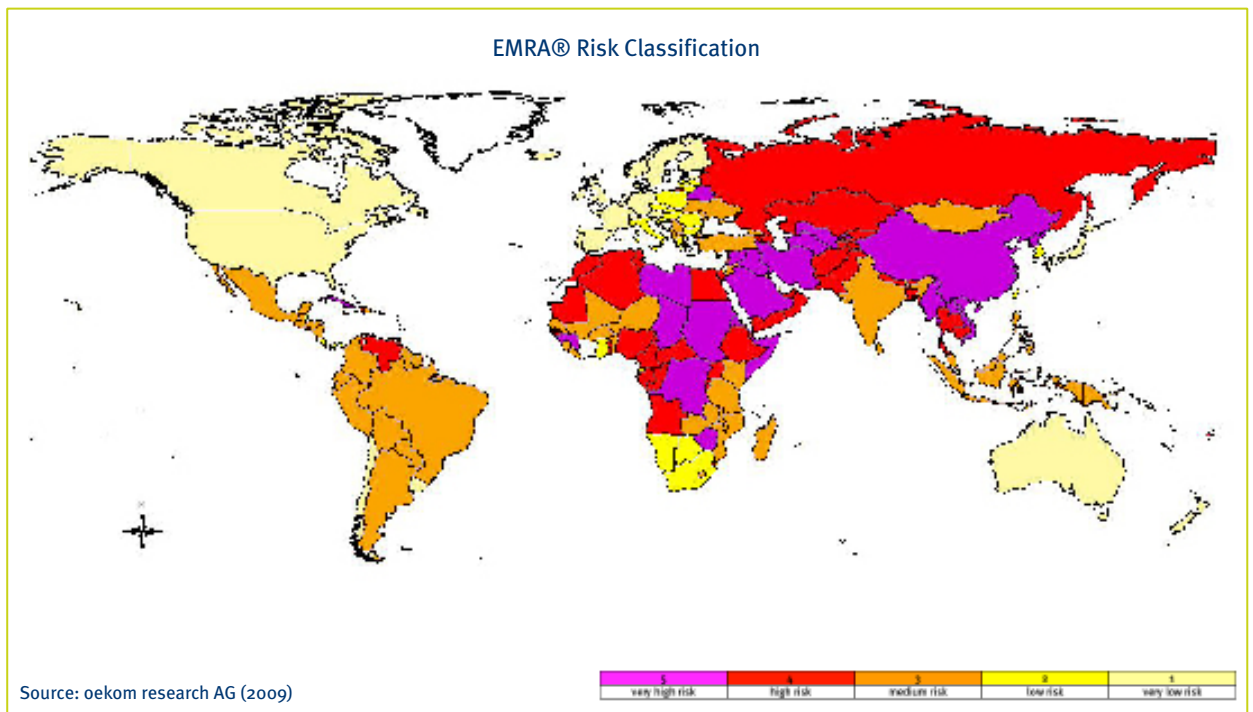 EMRA® Risk Classification
Source: oekom research AG (2009)
5 4 3 2 1
very high risk high risk medium risk low risk very low risk